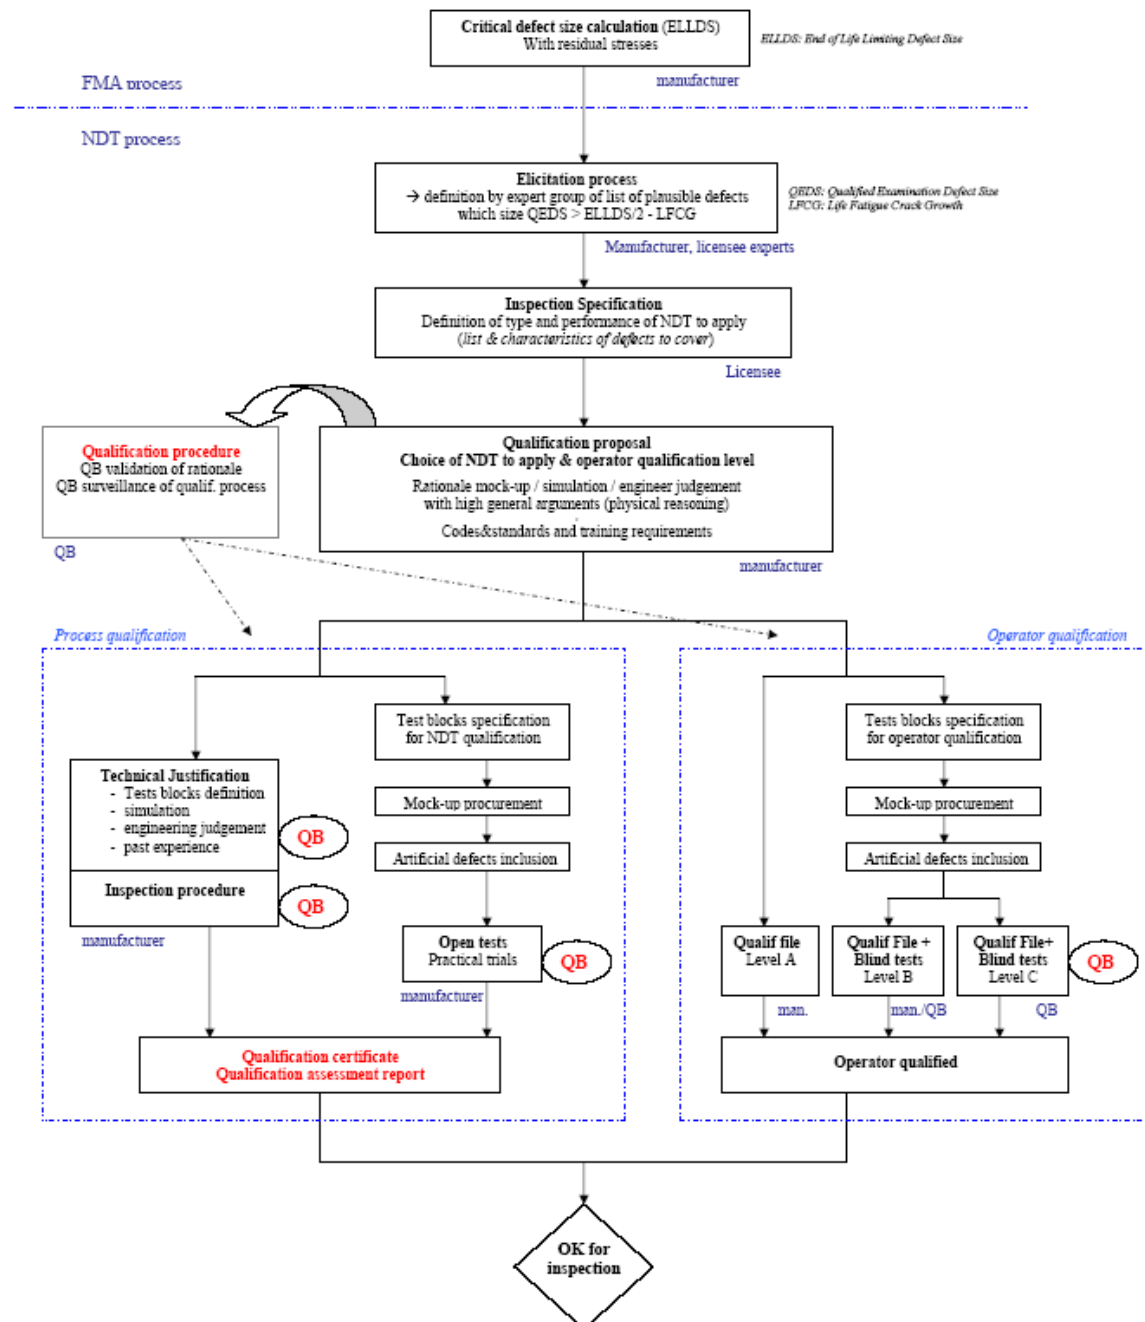 Critical defect size calculation (ELLDS)
With residual stresses
ELLDS: End of Life Limiting Defect Size
manufacturer
FMA process
NDT process
Elicitation process
→ definition by expert group of list of plausible defects
which size QEDS > ELLDS/2 - LFCG
QEDS: Qualified Examination Defect Size
LFCG: Life Fatigue Crack Growth
Manufacturer, licensee experts
Inspection Specification
Definition of type and performance of NDT to apply
(list & characteristics of defects to cover)
Licensee
Qualification procedure
QB validation of rationale
QB surveillance of qualif. process
QB
Qualification proposal
Choice of NDT to apply & operator qualification level
Rationale mock-up / simulation / engineer judgement
with high general arguments (physical reasoning)
Codes&standards and training requirements
manufacturer
Process qualification
Operator qualification
Test blocks specification
for NDT qualification
Technical Justification
- Tests blocks definition
- simulation
- engineering judgement
- past experience
QB
Inspection procedure
QB
manufacturer
Mock-up procurement
Artificial defects inclusion
Open tests
Practical trials
QB
manufacturer
Qualification certificate
Qualification assessment report
Tests blocks specification
for operator qualification
Mock-up procurement
Artificial defects inclusion
Qualif file
Level A
man.
Qualif File +
Blind tests
Level B
man./QB
Qualif File+
Blind tests
Level C
QB
QB
Operator qualified
OK for
inspection